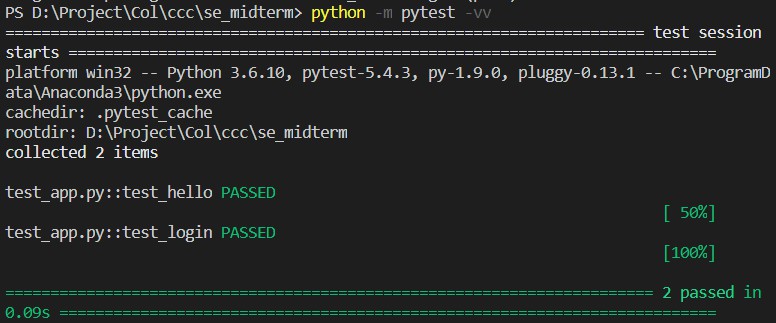 PS D:\Project\Col\ccc\se_midterm> python -m pytest -vv
======================================================================= test session
starts ========================================================================
platform win32 -- Python 3.6.10, pytest-5.4.3, py-1.9.0, pluggy-0.13.1 -- C:\ProgramD
ata\Anaconda3\python.exe
cachedir: .pytest_cache
rootdir: D:\Project\Col\ccc\se_midterm
collected 2 items
test_app.py::test_hello PASSED
[ 50%]
test_app.py::test_login PASSED
[100%]
======================================================================== 2 passed in
0.09s =========================================================================